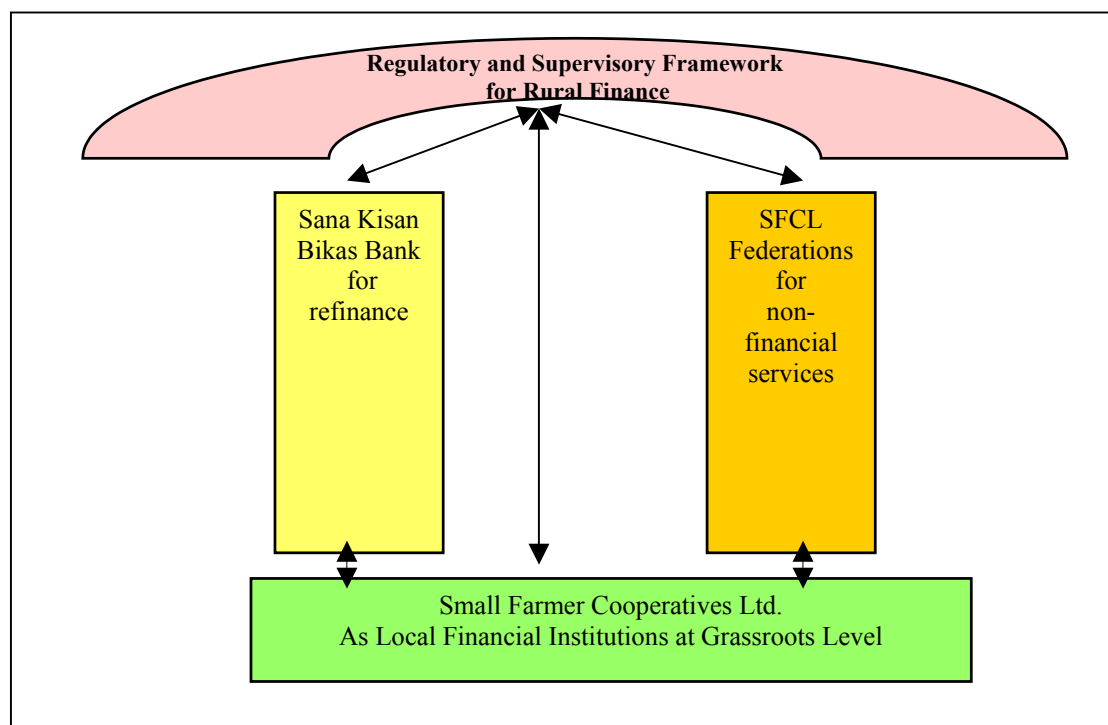 Regulatory and Supervisory Framework
for Rural Finance
Sana Kisan
Bikas Bank
for
refinance
SFCL
Federations
for
non-
financial
services
Small Farmer Cooperatives Ltd.
As Local Financial Institutions at Grassroots Level